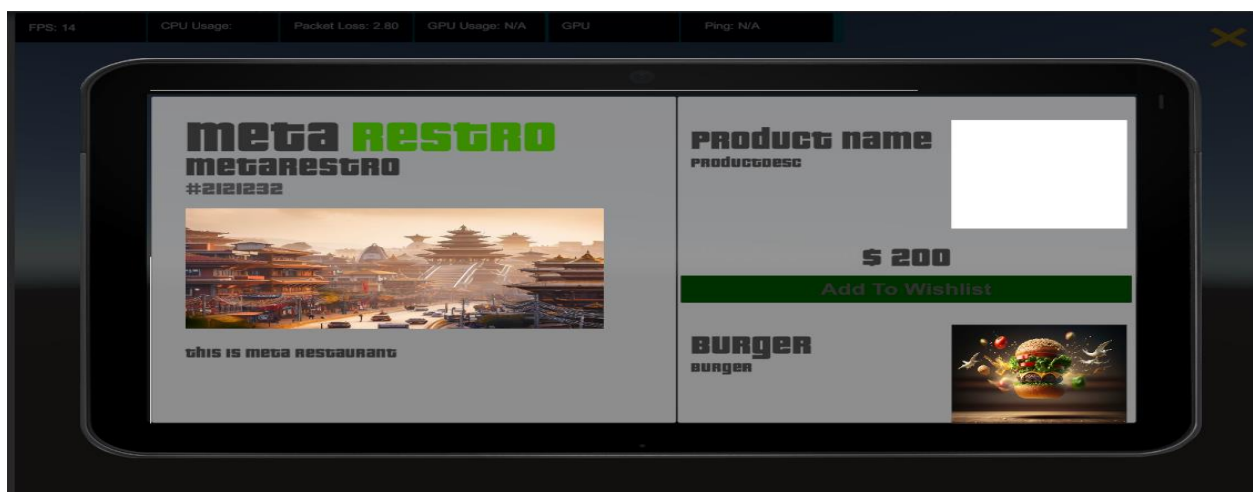 FPS: 14 CPU Usage: Packet Loss: 2.80 GPU Usage: N/A GPU Ping: N/A
meta RESTRO
metaRESTRO
#2121232
this is meta Restaurant
PRoduct name
PRoductDesc
$ 200
Add To Wishlist
BURgeR
BURgeR